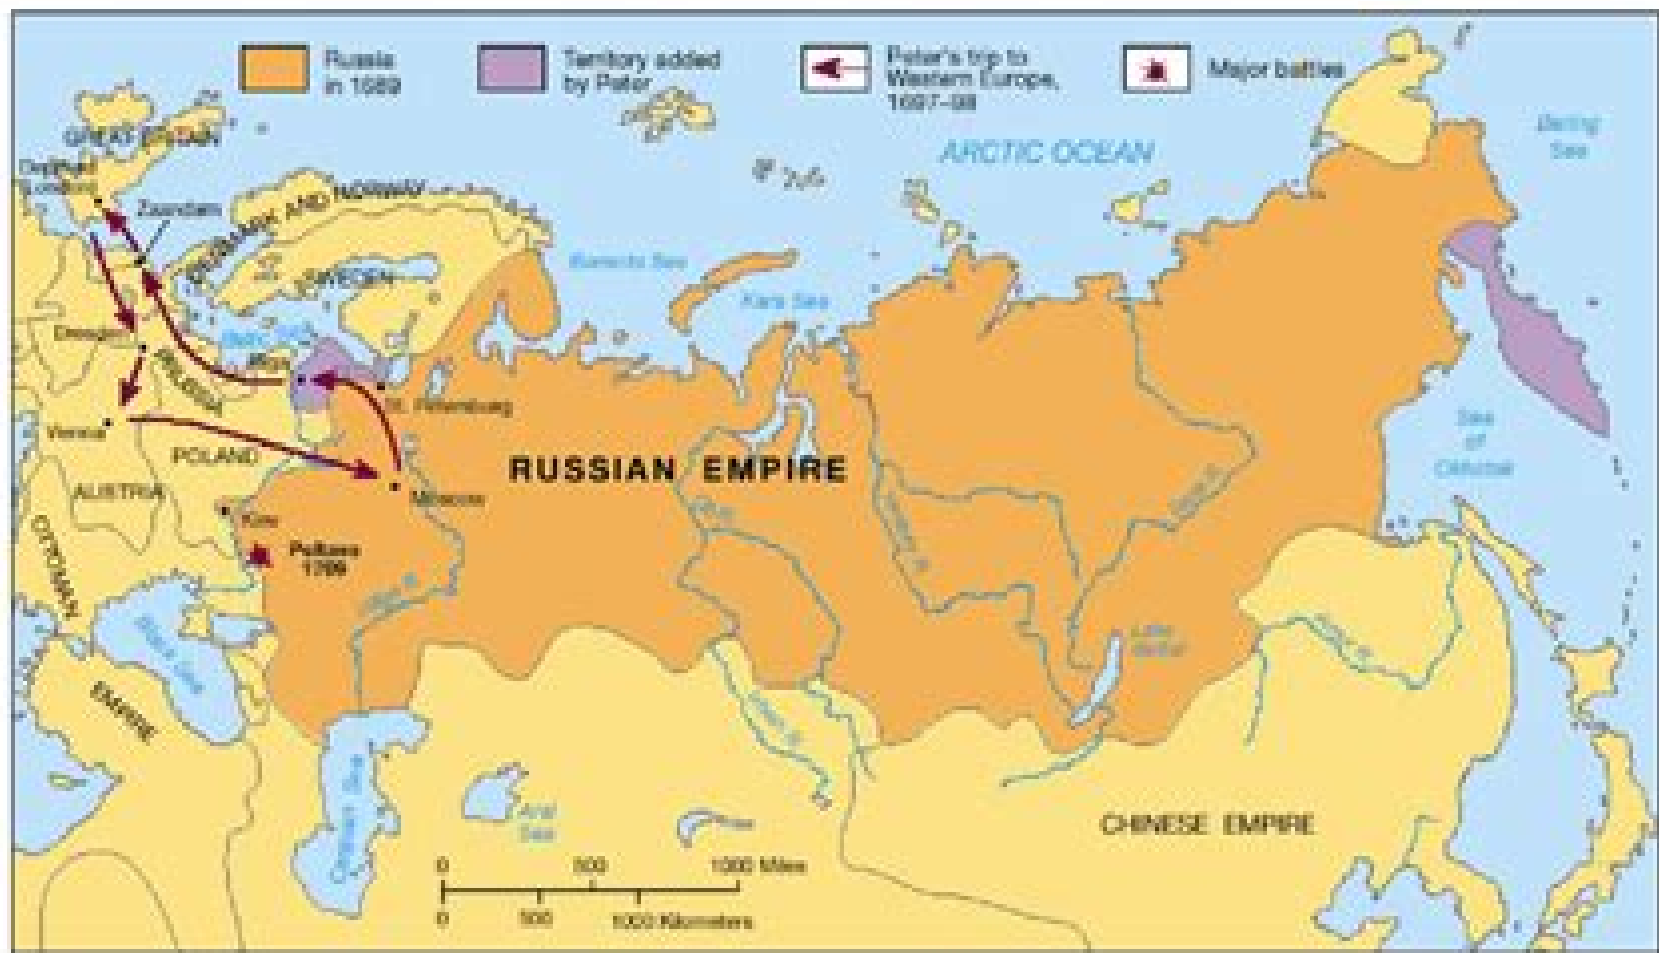 Russia
in 1689
Territory added
by Peter
Peter's trip to
Western Europe,
1697–98
Major battles
GREAT BRITAIN
London
Zaandam
DENMARK AND NORWAY
SWEDEN
ARCTIC OCEAN
Bering
Sea
Barents Sea
Kara Sea
Baltic Sea
Riga
Dresden
PRUSSIA
St. Petersburg
Vienna
POLAND
RUSSIAN EMPIRE
Sea
of
Okhotsk
AUSTRIA
Moscow
Kiev
Poltava
1709
OTTOMAN
EMPIRE
Black Sea
Lake
Baikal
Caspian Sea
Aral
Sea
CHINESE EMPIRE
0 500 1000 Miles
0 500 1000 Kilometers